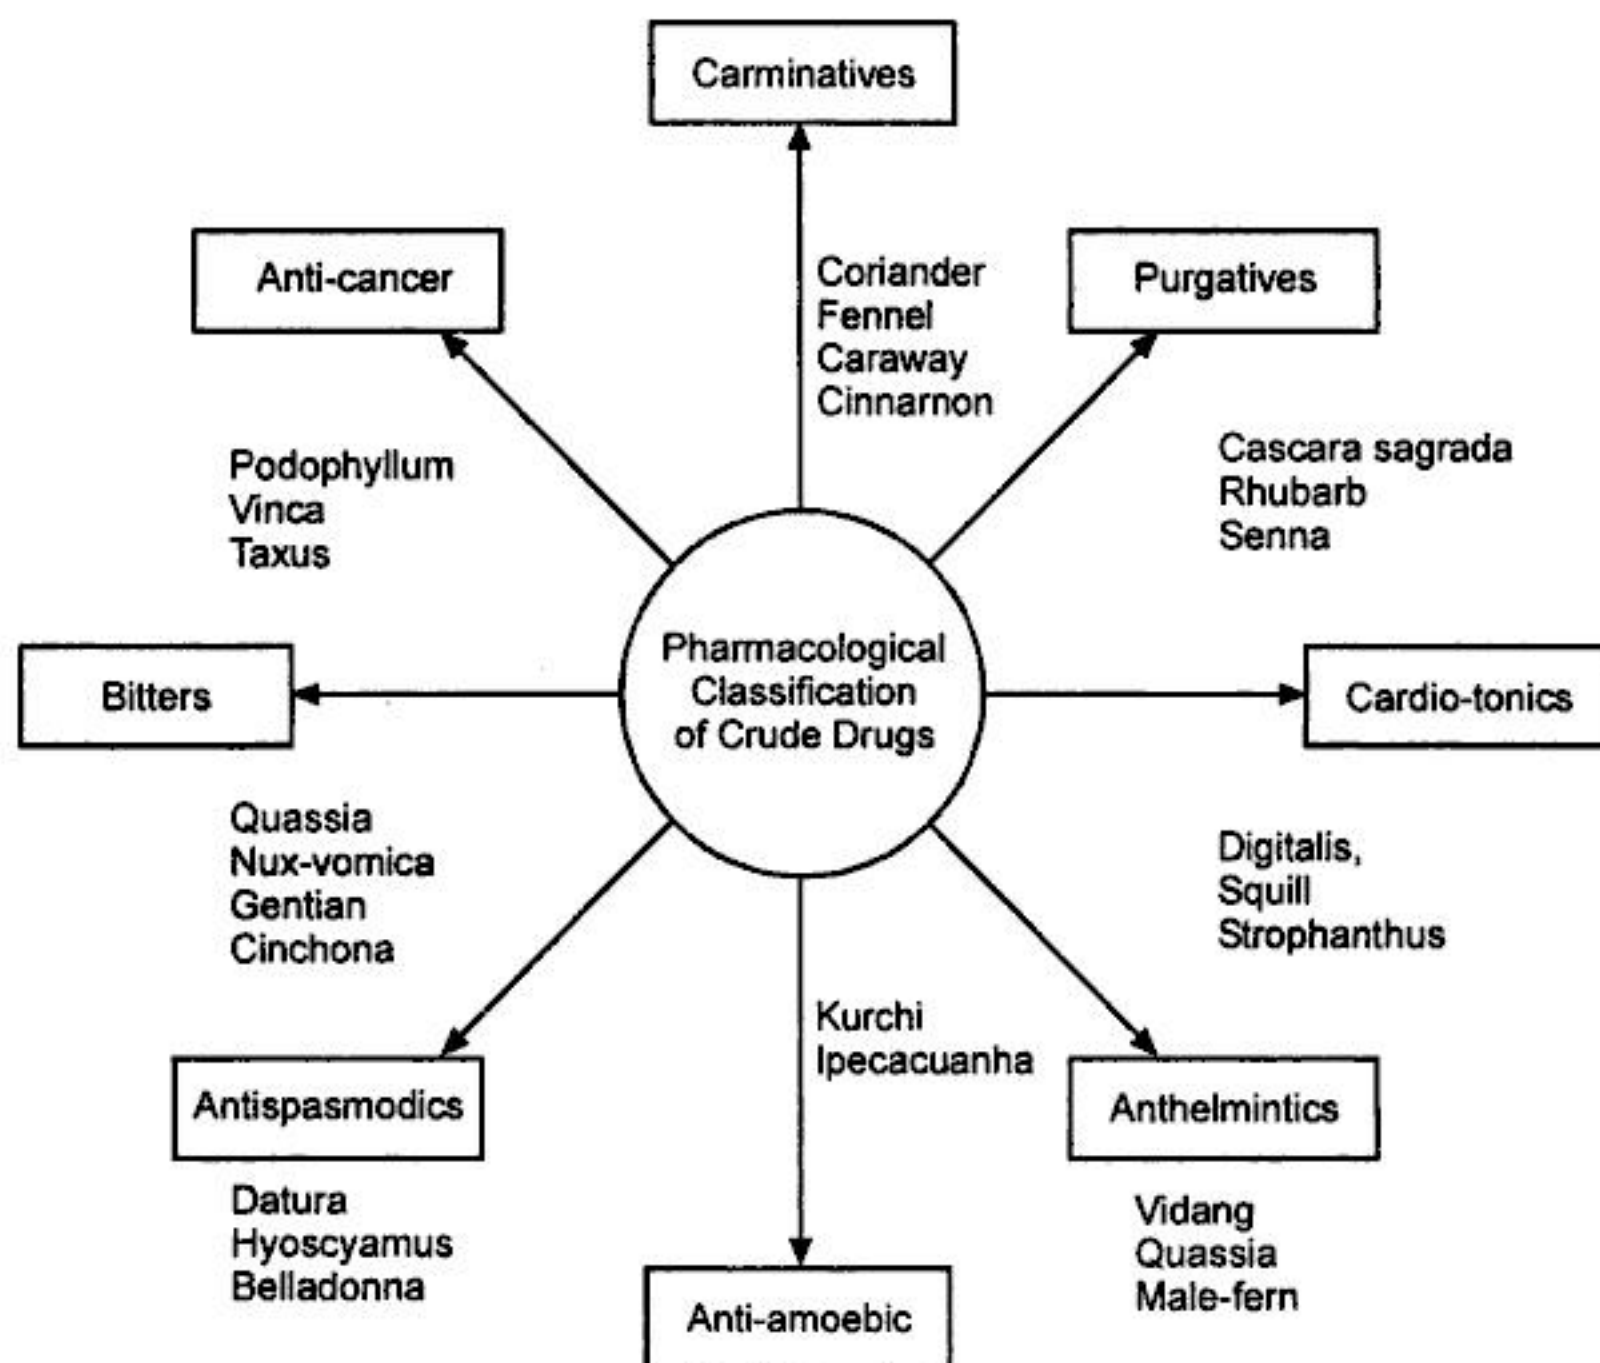 Carminatives
Anti-cancer
Coriander
Fennel
Caraway
Cinnarnon
Purgatives
Podophyllum
Vinca
Taxus
Cascara sagrada
Rhubarb
Senna
Bitters
Pharmacological
Classification
of Crude Drugs
Cardio-tonics
Quassia
Nux-vomica
Gentian
Cinchona
Digitalis,
Squill
Strophanthus
Kurchi
Ipecacuanha
Antispasmodics
Anthelmintics
Datura
Hyoscyamus
Belladonna
Vidang
Quassia
Male-fern
Anti-amoebic